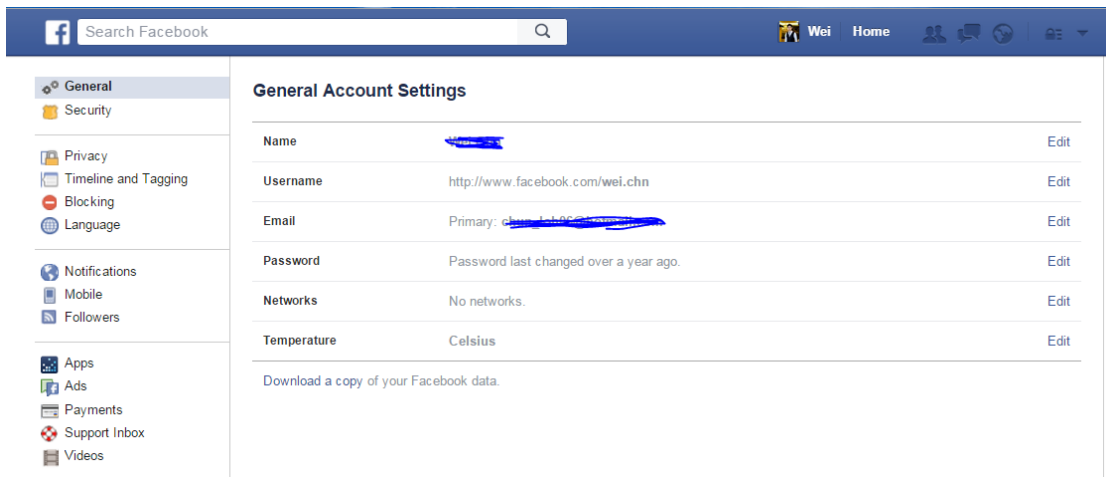 f
Search Facebook
Wei Home
General
Security
Privacy
Timeline and Tagging
Blocking
Language
Notifications
Mobile
Followers
Apps
Ads
Payments
Support Inbox
Videos
General Account Settings
Name Edit
Username http://www.facebook.com/wei.chn Edit
Email Primary: Edit
Password Password last changed over a year ago. Edit
Networks No networks. Edit
Temperature Celsius Edit
Download a copy of your Facebook data.